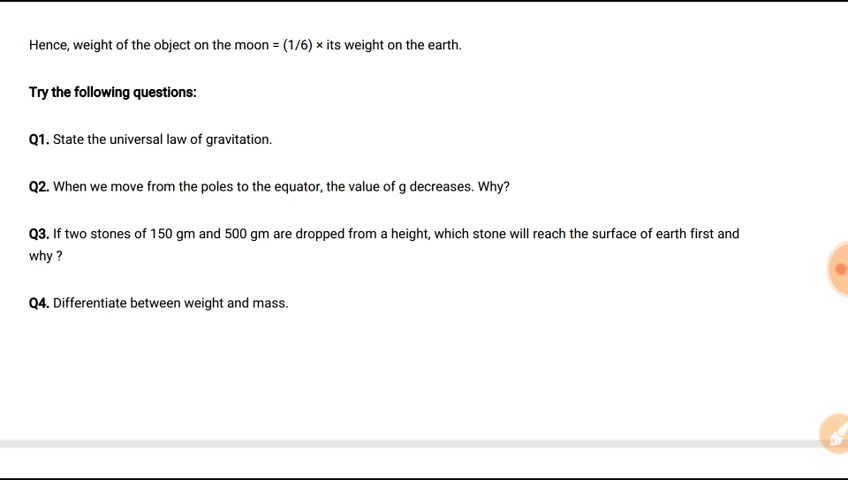 Hence, weight of the object on the moon = (1/6) × its weight on the earth.
Try the following questions:
Q1. State the universal law of gravitation.
Q2. When we move from the poles to the equator, the value of g decreases. Why?
Q3. If two stones of 150 gm and 500 gm are dropped from a height, which stone will reach the surface of earth first and
why ?
Q4. Differentiate between weight and mass.